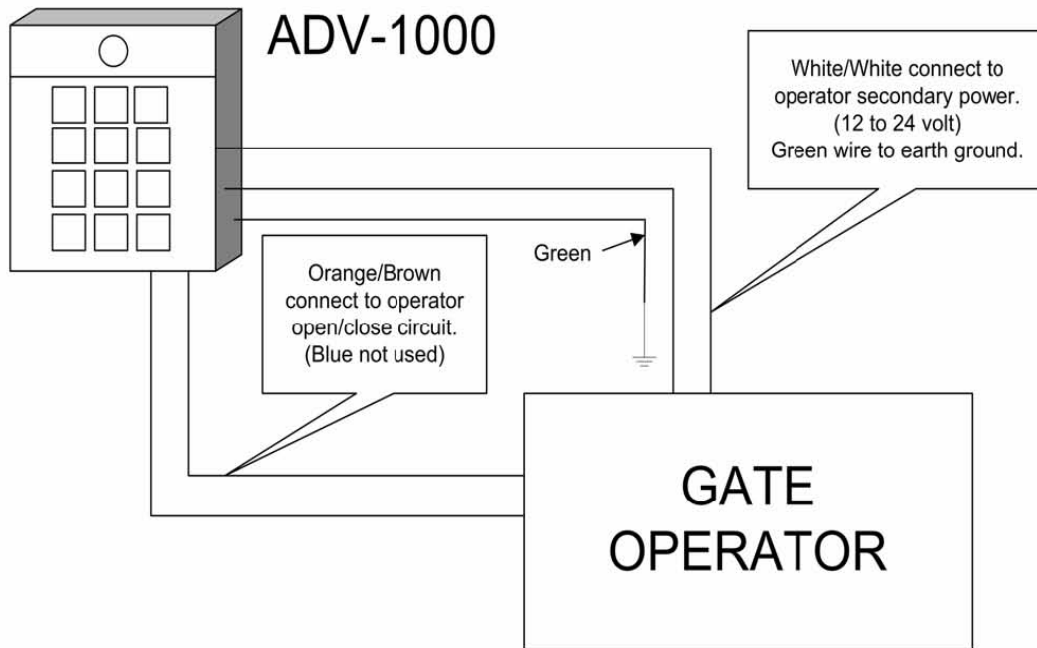 ADV-1000
White/White connect to
operator secondary power.
(12 to 24 volt)
Green wire to earth ground.
Green
Orange/Brown
connect to operator
open/close circuit.
(Blue not used)
GATE
OPERATOR